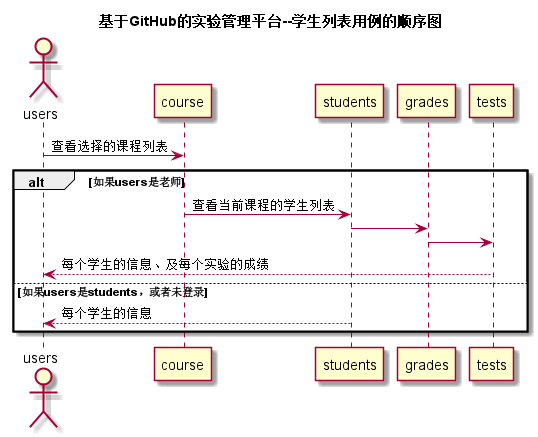 基于GitHub的实验管理平台--学生列表用例的顺序图
users
course
students
grades
tests
查看选择的课程列表
alt
[如果users是老师]
查看当前课程的学生列表
每个学生的信息、及每个实验的成绩
[如果users是students，或者未登录]
每个学生的信息
users
course
students
grades
tests